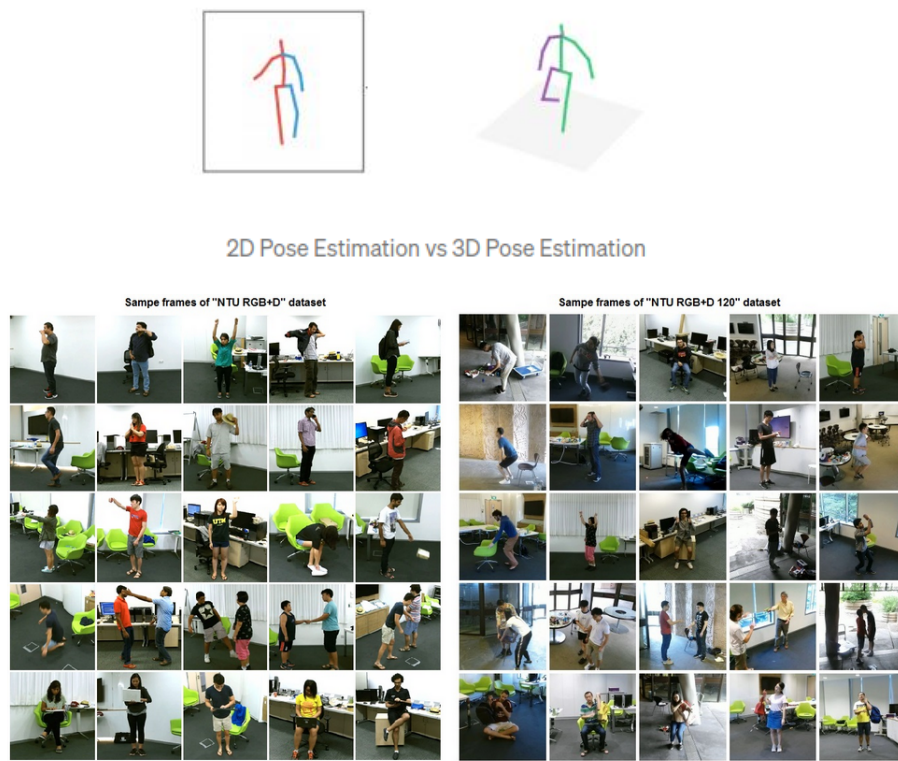 2D Pose Estimation vs 3D Pose Estimation
Sampe frames of "NTU RGB+D" dataset
Sampe frames of "NTU RGB+D 120" dataset